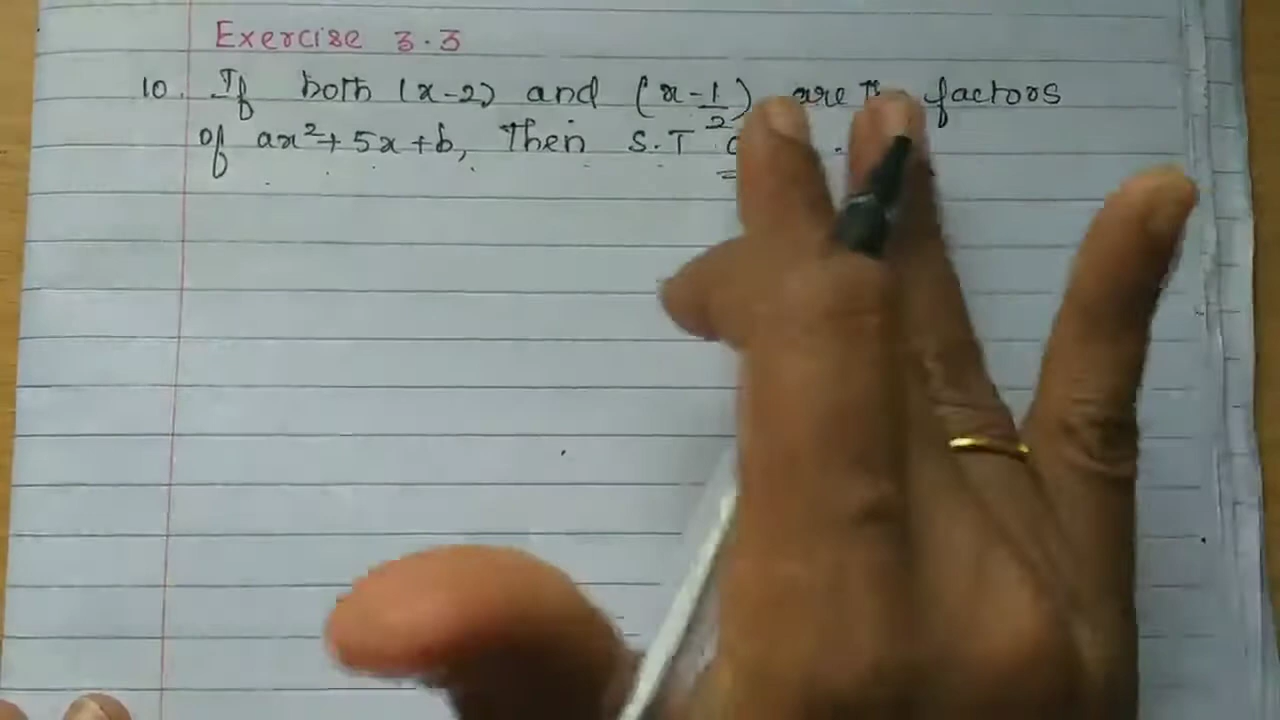 Exercise 3.3
10. If both (x-2) and (x-1/2) are the factors
of ax²+5x+b, Then S.T